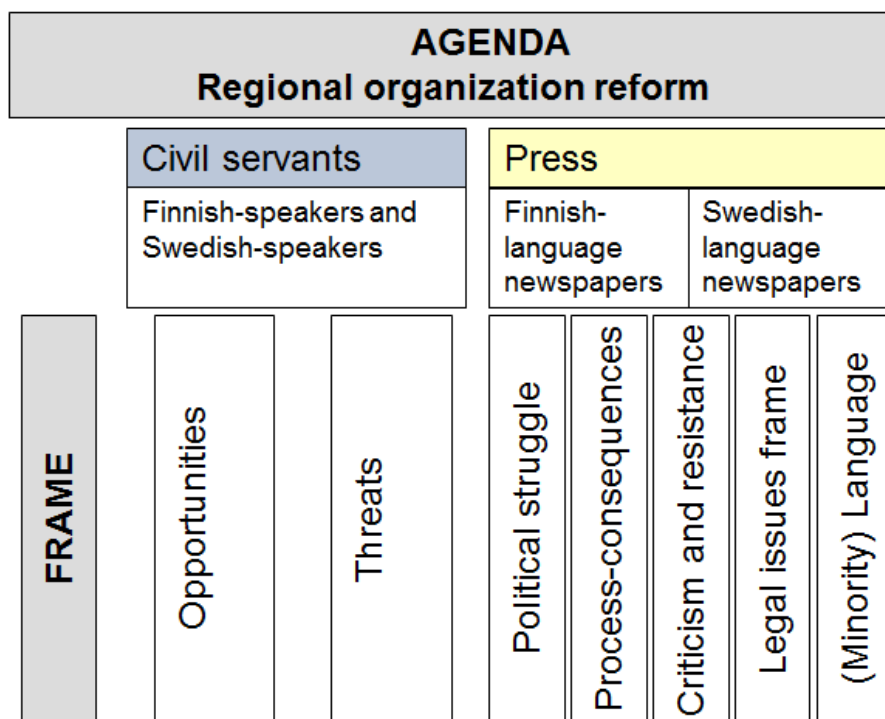 AGENDA
Regional organization reform
Civil servants
Press
Finnish-speakers and
Swedish-speakers
Finnish-
language
newspapers
Swedish-
language
newspapers
FRAME
Opportunities
Threats
Political struggle
Process-consequences
Criticism and resistance
Legal issues frame
(Minority) Language